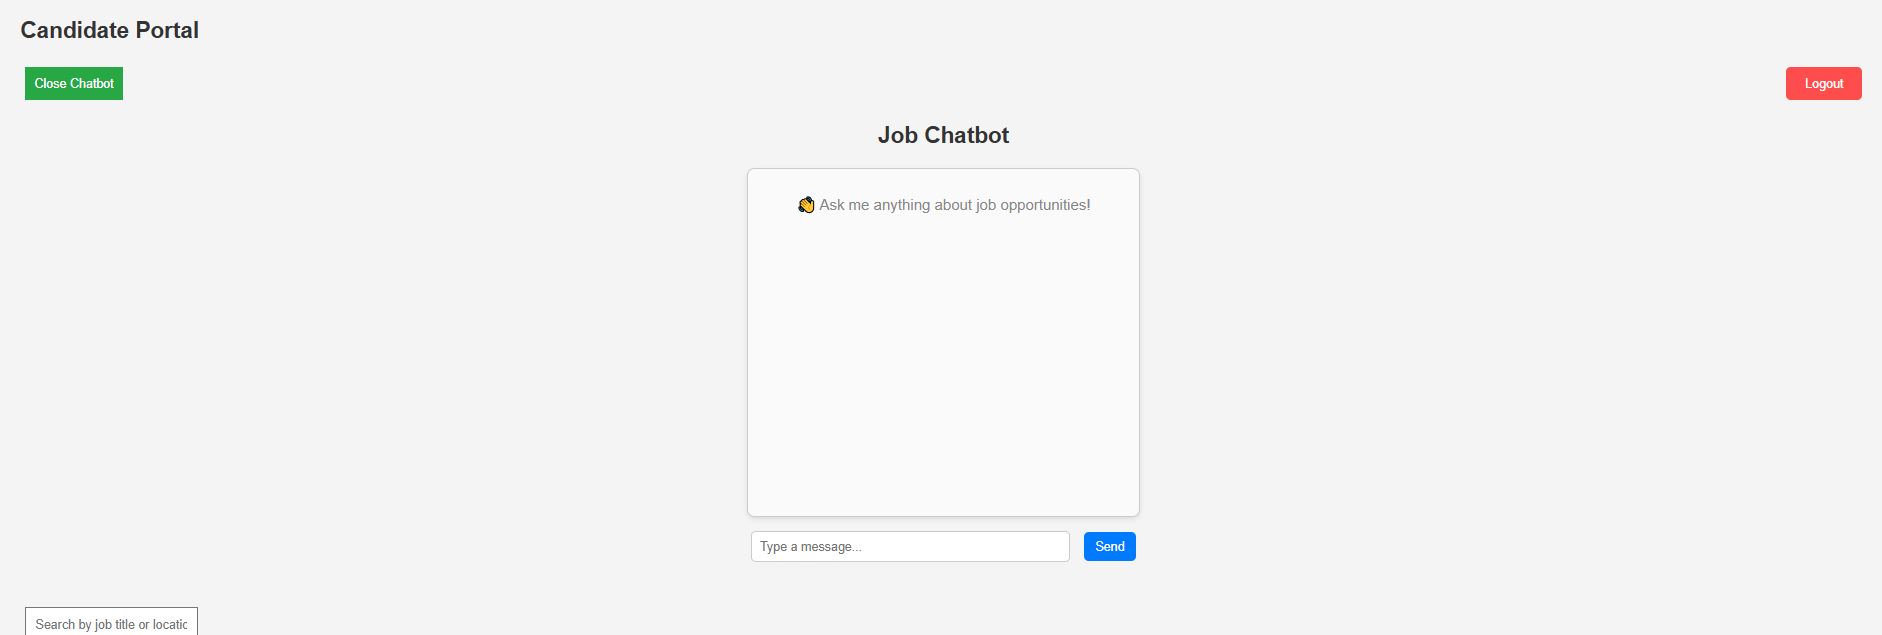 Candidate Portal
Close Chatbot
Logout
Job Chatbot
👋 Ask me anything about job opportunities!
Type a message...
Send
Search by job title or locatic